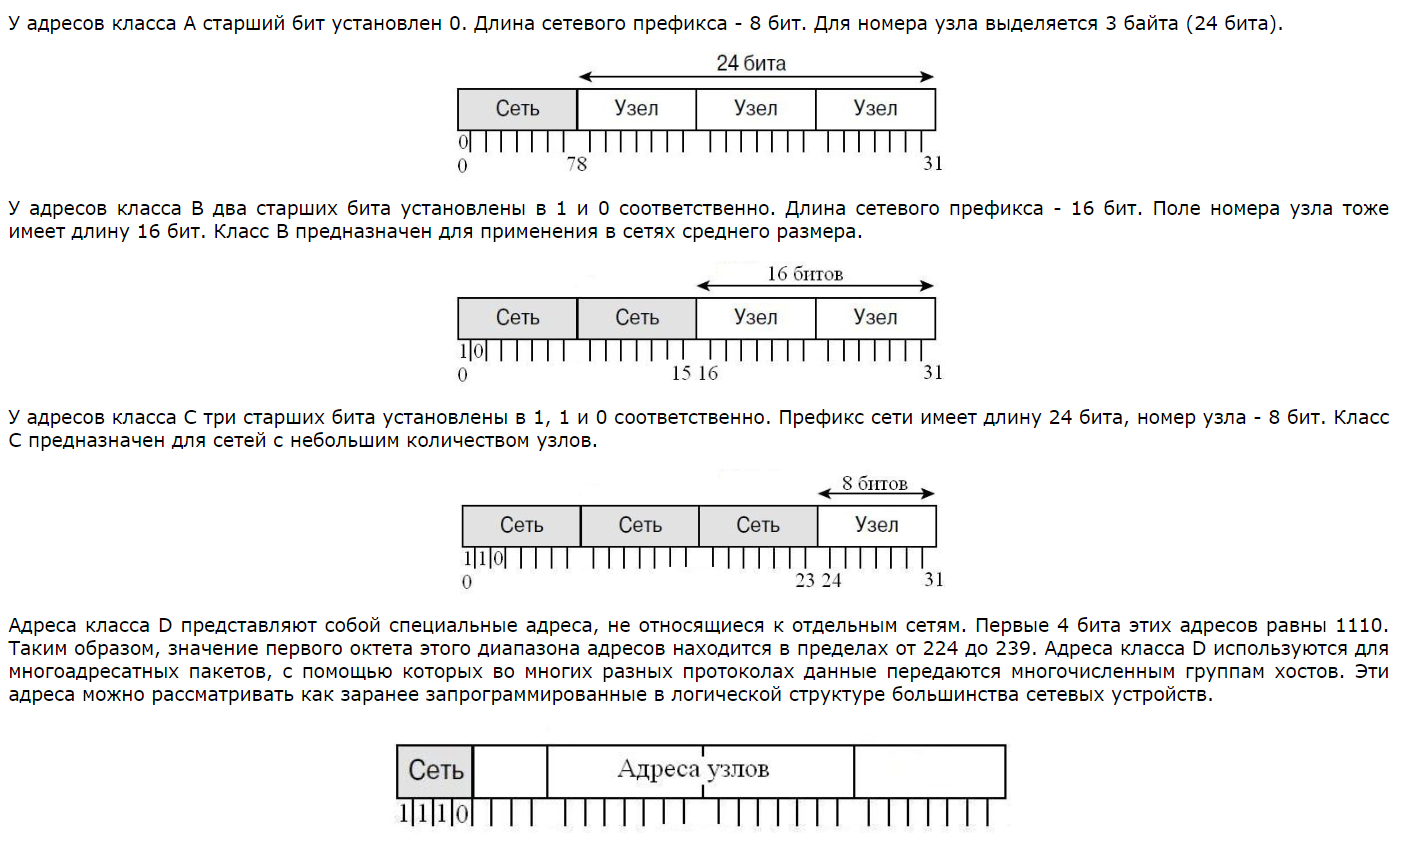 У адресов класса A старший бит установлен 0. Длина сетевого префикса - 8 бит. Для номера узла выделяется 3 байта (24 бита).
24 бита
Сеть Узел Узел Узел
0
0 78 31
У адресов класса B два старших бита установлены в 1 и 0 соответственно. Длина сетевого префикса - 16 бит. Поле номера узла тоже
имеет длину 16 бит. Класс B предназначен для применения в сетях среднего размера.
16 битов
Сеть Сеть Узел Узел
1 0
0 15 16 31
У адресов класса C три старших бита установлены в 1, 1 и 0 соответственно. Префикс сети имеет длину 24 бита, номер узла - 8 бит. Класс
C предназначен для сетей с небольшим количеством узлов.
8 битов
Сеть Сеть Сеть Узел
1 1 0
0 23 24 31
Адреса класса D представляют собой специальные адреса, не относящиеся к отдельным сетям. Первые 4 бита этих адресов равны 1110.
Таким образом, значение первого октета этого диапазона адресов находится в пределах от 224 до 239. Адреса класса D используются для
многоадресатных пакетов, с помощью которых во многих разных протоколах данные передаются многочисленным группам хостов. Эти
адреса можно рассматривать как заранее запрограммированные в логической структуре большинства сетевых устройств.
Сеть Адреса узлов
1 1 1 0